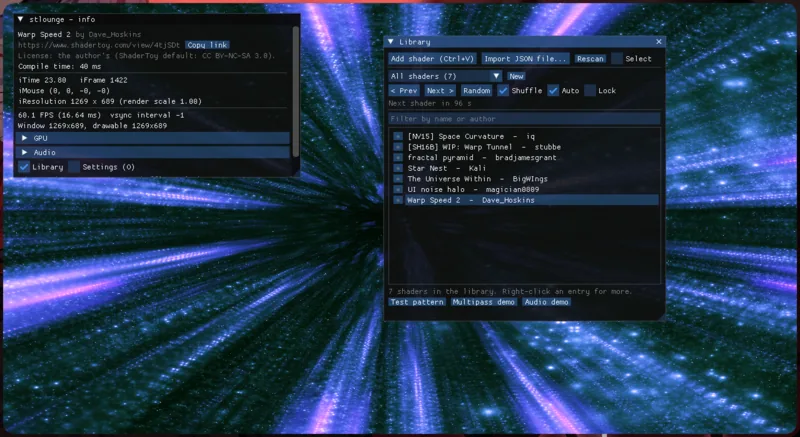 stlounge - info
Warp Speed 2 by Dave_Hoskins
https://www.shadertoy.com/view/4tjSDt Copy link
License: the author's (ShaderToy default: CC BY-NC-SA 3.0).
Compile time: 40 ms
iTime 23.80 iFrame 1422
iMouse (0, 0, -0, -0)
iResolution 1269 x 689 (render scale 1.00)
60.1 FPS (16.64 ms) vsync interval -1
Window 1269x689, drawable 1269x689
GPU
Audio
Library Settings (O)
Library
Add shader (Ctrl+V) Import JSON file... Rescan Select
All shaders (7) New
< Prev Next > Random Shuffle Auto Lock
Next shader in 96 s
Filter by name or author
[NV15] Space Curvature - iq
[SH16B] WIP: Warp Tunnel - stubbe
fractal pyramid - bradjamesgrant
Star Nest - Kali
The Universe Within - BigWIngs
UI noise halo - magician0809
Warp Speed 2 - Dave_Hoskins
7 shaders in the library. Right-click an entry for more.
Test pattern Multipass demo Audio demo